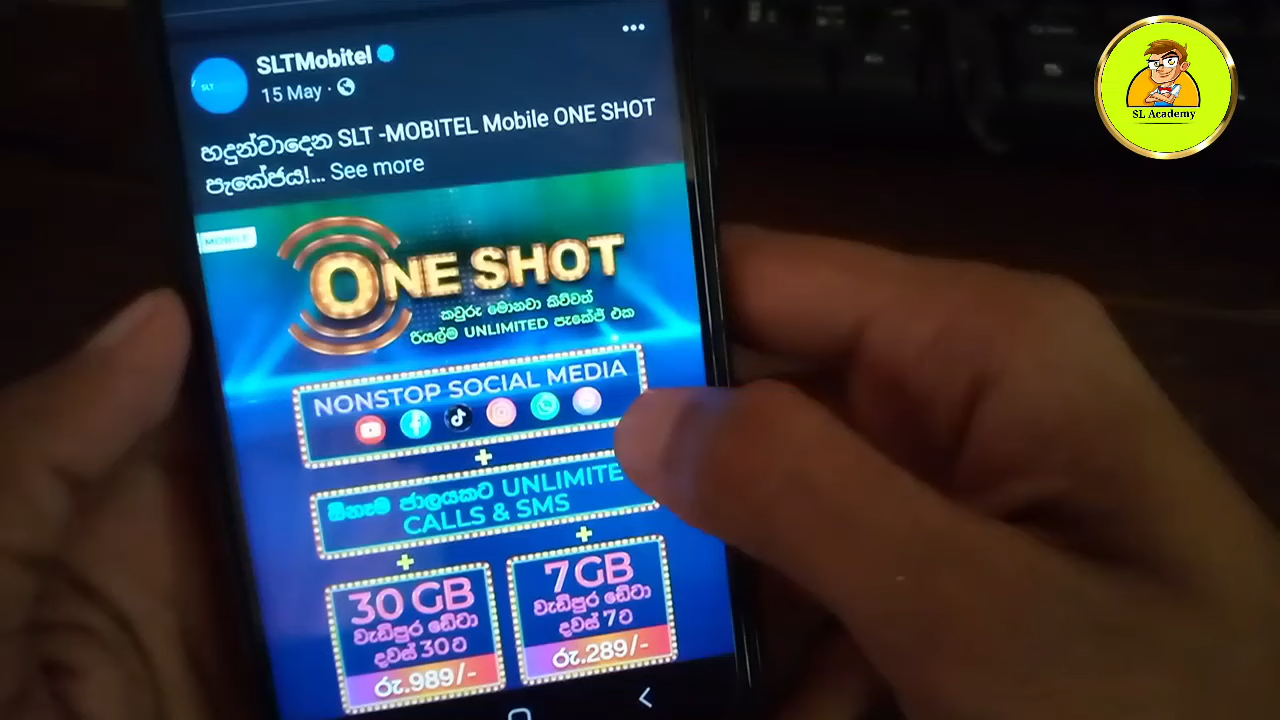 SLTMobitel
15 May ·
හඳුන්වාදෙන SLT -MOBITEL Mobile ONE SHOT
පැකේජය!... See more
SL Academy
MOBILE
ONE SHOT
කවුරු මොනවා කිව්වත්
රියල්ම UNLIMITED පැකේජ් එක
NONSTOP SOCIAL MEDIA
+
ඕනෑම ජාලයකට UNLIMITE
CALLS & SMS
+ +
30 GB
වැඩිපුර ඩේටා
දවස් 30ට
රු.989/-
7GB
වැඩිපුර ඩේටා
දවස් 7ට
රු.289/-